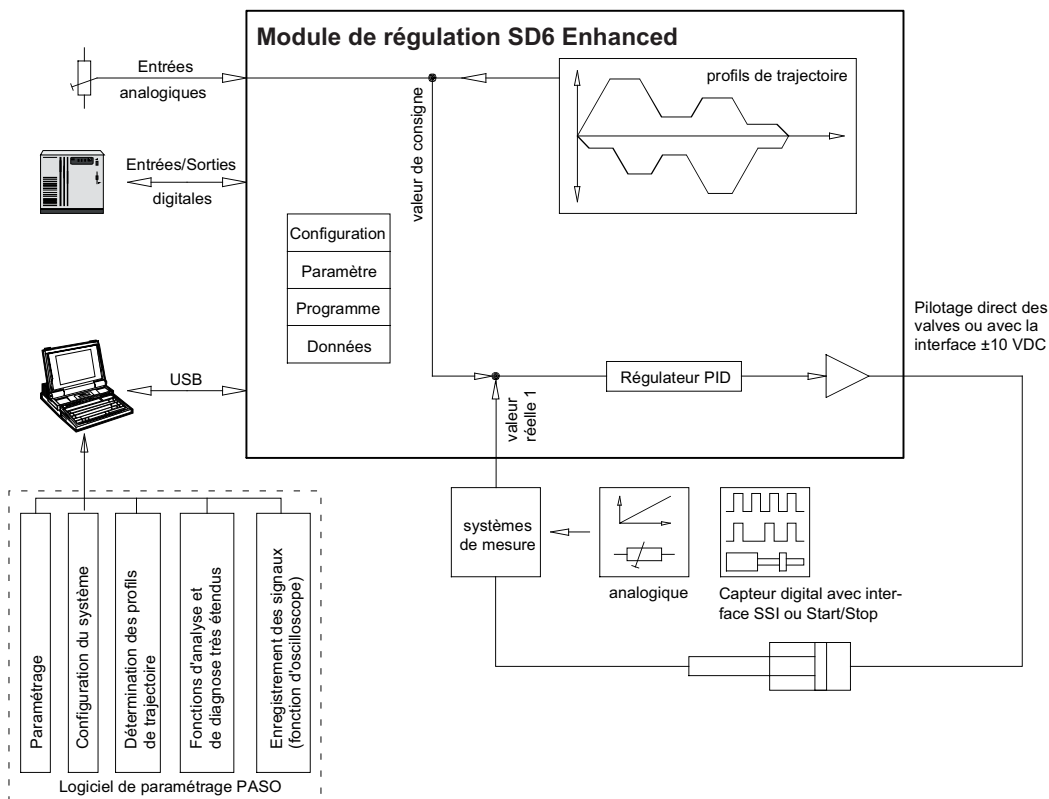 Module de régulation SD6 Enhanced
Entrées
analogiques
profils de trajectoire
valeur de consigne
Entrées/Sorties
digitales
Configuration
Paramètre
Programme
Données
Pilotage direct des
valves ou avec la
interface ±10 VDC
USB
Régulateur PID
valeur
réelle 1
systèmes
de mesure
analogique
Capteur digital avec inter-
face SSI ou Start/Stop
Paramétrage
Configuration du système
Détermination des profils
de trajectoire
Fonctions d'analyse et
de diagnose très étendus
Enregistrement des signaux
(fonction d'oscilloscope)
Logiciel de paramétrage PASO